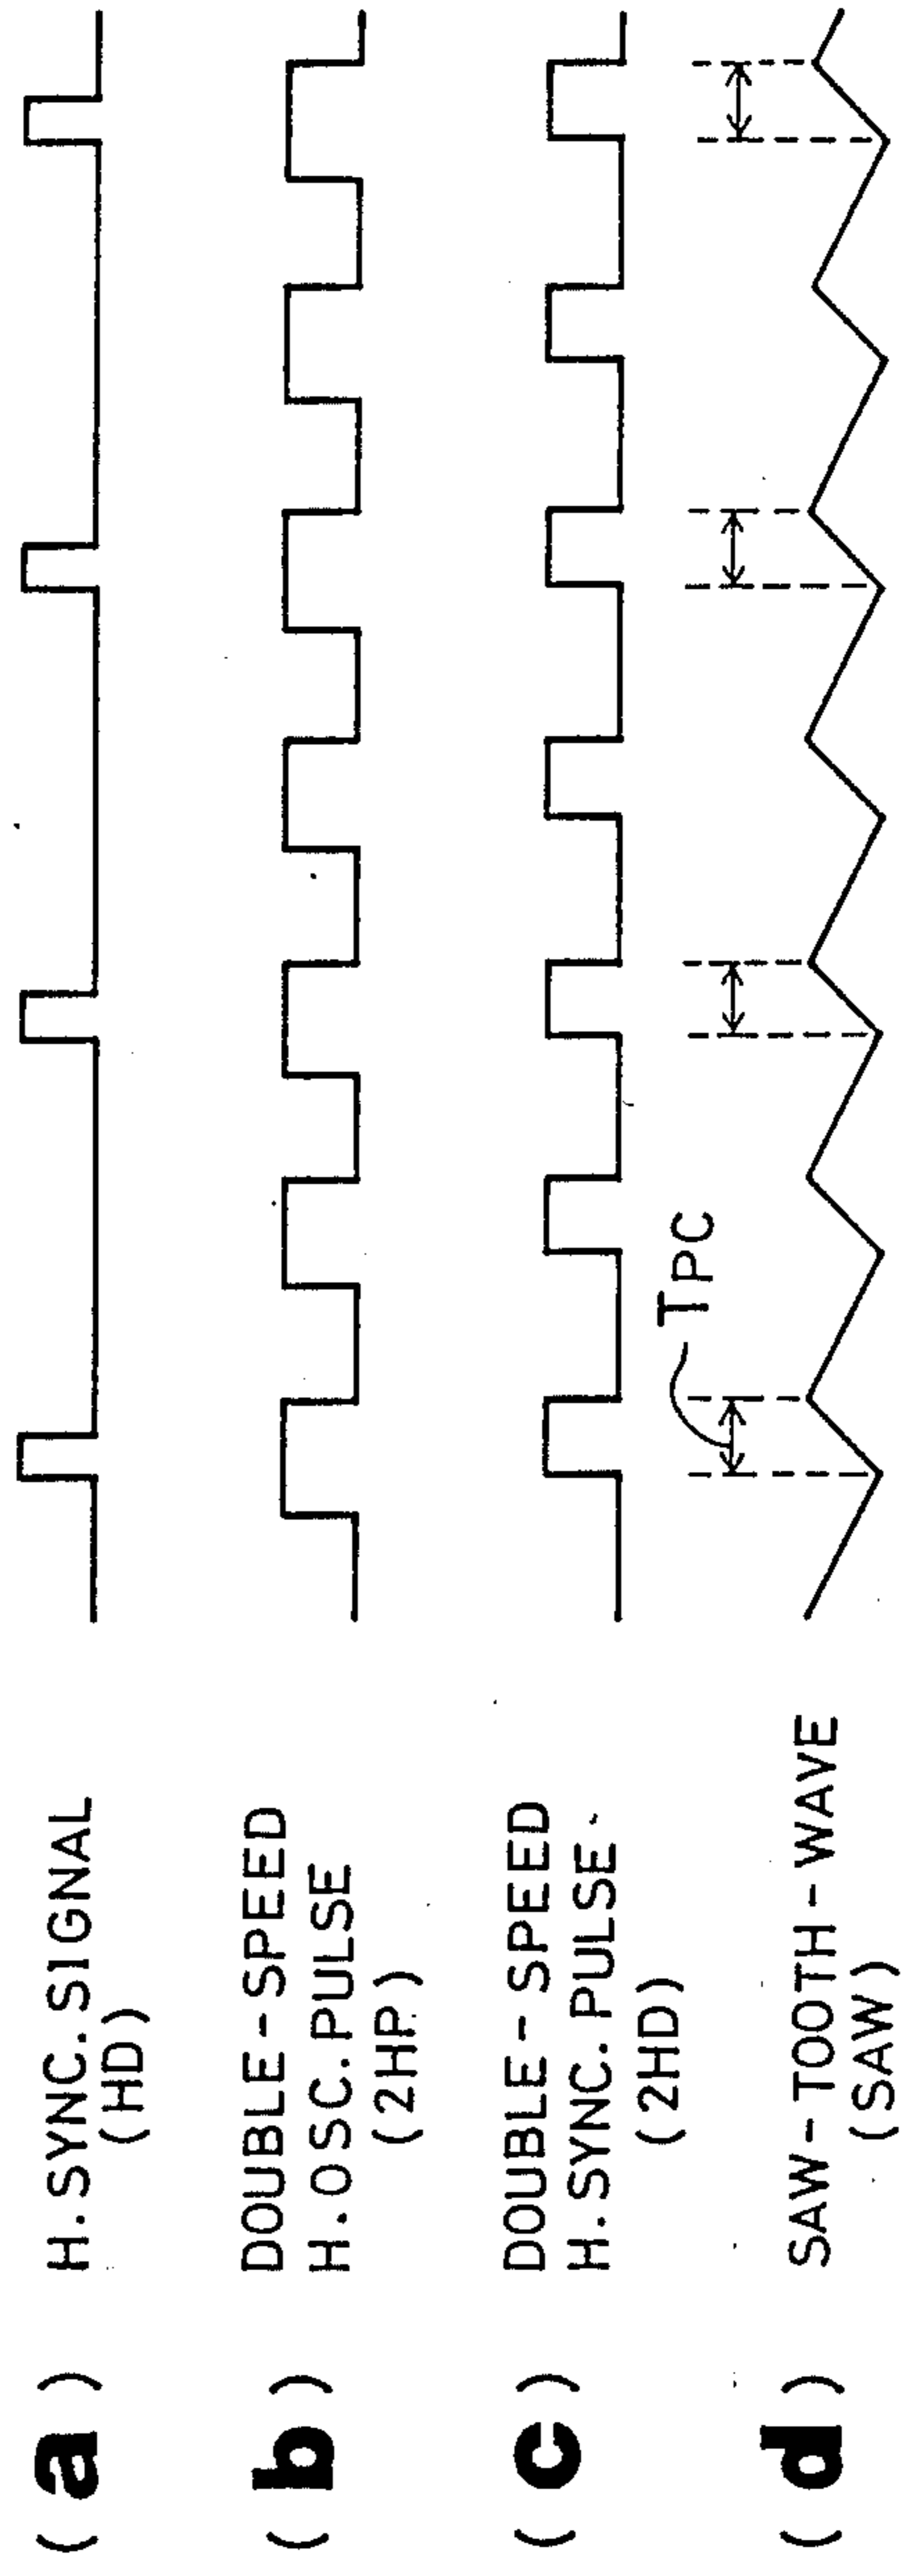 (a) H.SYNC.SIGNAL
(HD)
(b) DOUBLE-SPEED
H.OSC.PULSE
(2HP)
(c) DOUBLE-SPEED
H.SYNC.PULSE
(2HD)
TPC
(d) SAW-TOOTH-WAVE
(SAW)